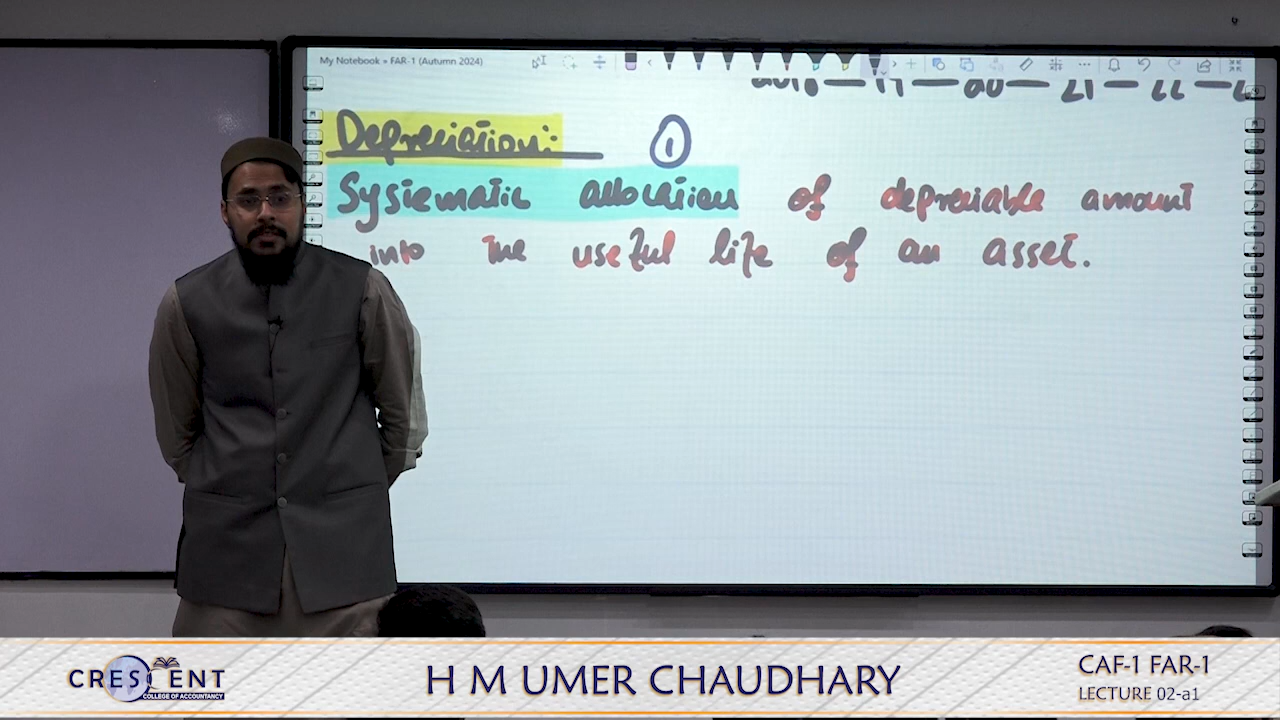 My Notebook » FAR-1 (Autumn 2024)
Depreciation:- ①
Systematic allocation of depreciable amount
into the useful life of an asset.
CRESCENT
COLLEGE OF ACCOUNTANCY
H M UMER CHAUDHARY
CAF-1 FAR-1
LECTURE 02-a1